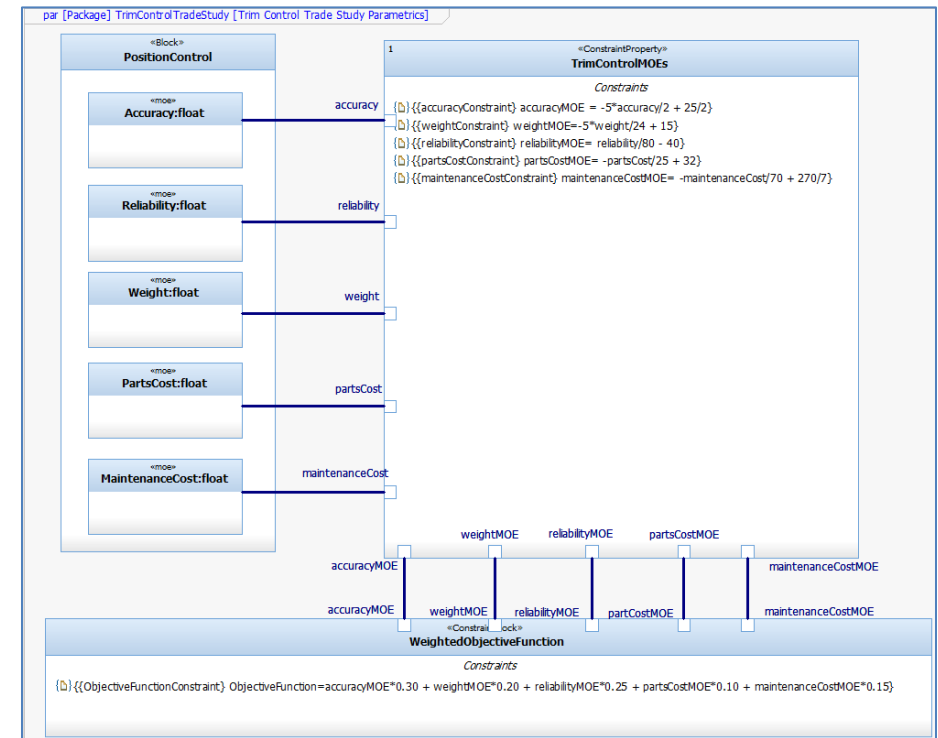 par [Package] TrimControlTradeStudy [Trim Control Trade Study Parametrics]
«Block»
PositionControl
«moe»
Accuracy:float
«moe»
Reliability:float
«moe»
Weight:float
«moe»
PartsCost:float
«moe»
MaintenanceCost:float
accuracy
reliability
weight
partsCost
maintenanceCost
1
«ConstraintProperty»
TrimControlMOEs
Constraints
{{accuracyConstraint} accuracyMOE = -5*accuracy/2 + 25/2}
{{weightConstraint} weightMOE=-5*weight/24 + 15}
{{reliabilityConstraint} reliabilityMOE= reliability/80 - 40}
{{partsCostConstraint} partsCostMOE= -partsCost/25 + 32}
{{maintenanceCostConstraint} maintenanceCostMOE= -maintenanceCost/70 + 270/7}
weightMOE reliabilityMOE partsCostMOE
accuracyMOE maintenanceCostMOE
accuracyMOE weightMOE reliabilityMOE partCostMOE maintenanceCostMOE
WeightedObjectiveFunction
Constraints
{{ObjectiveFunctionConstraint} ObjectiveFunction=accuracyMOE*0.30 + weightMOE*0.20 + reliabilityMOE*0.25 + partsCostMOE*0.10 + maintenanceCostMOE*0.15}